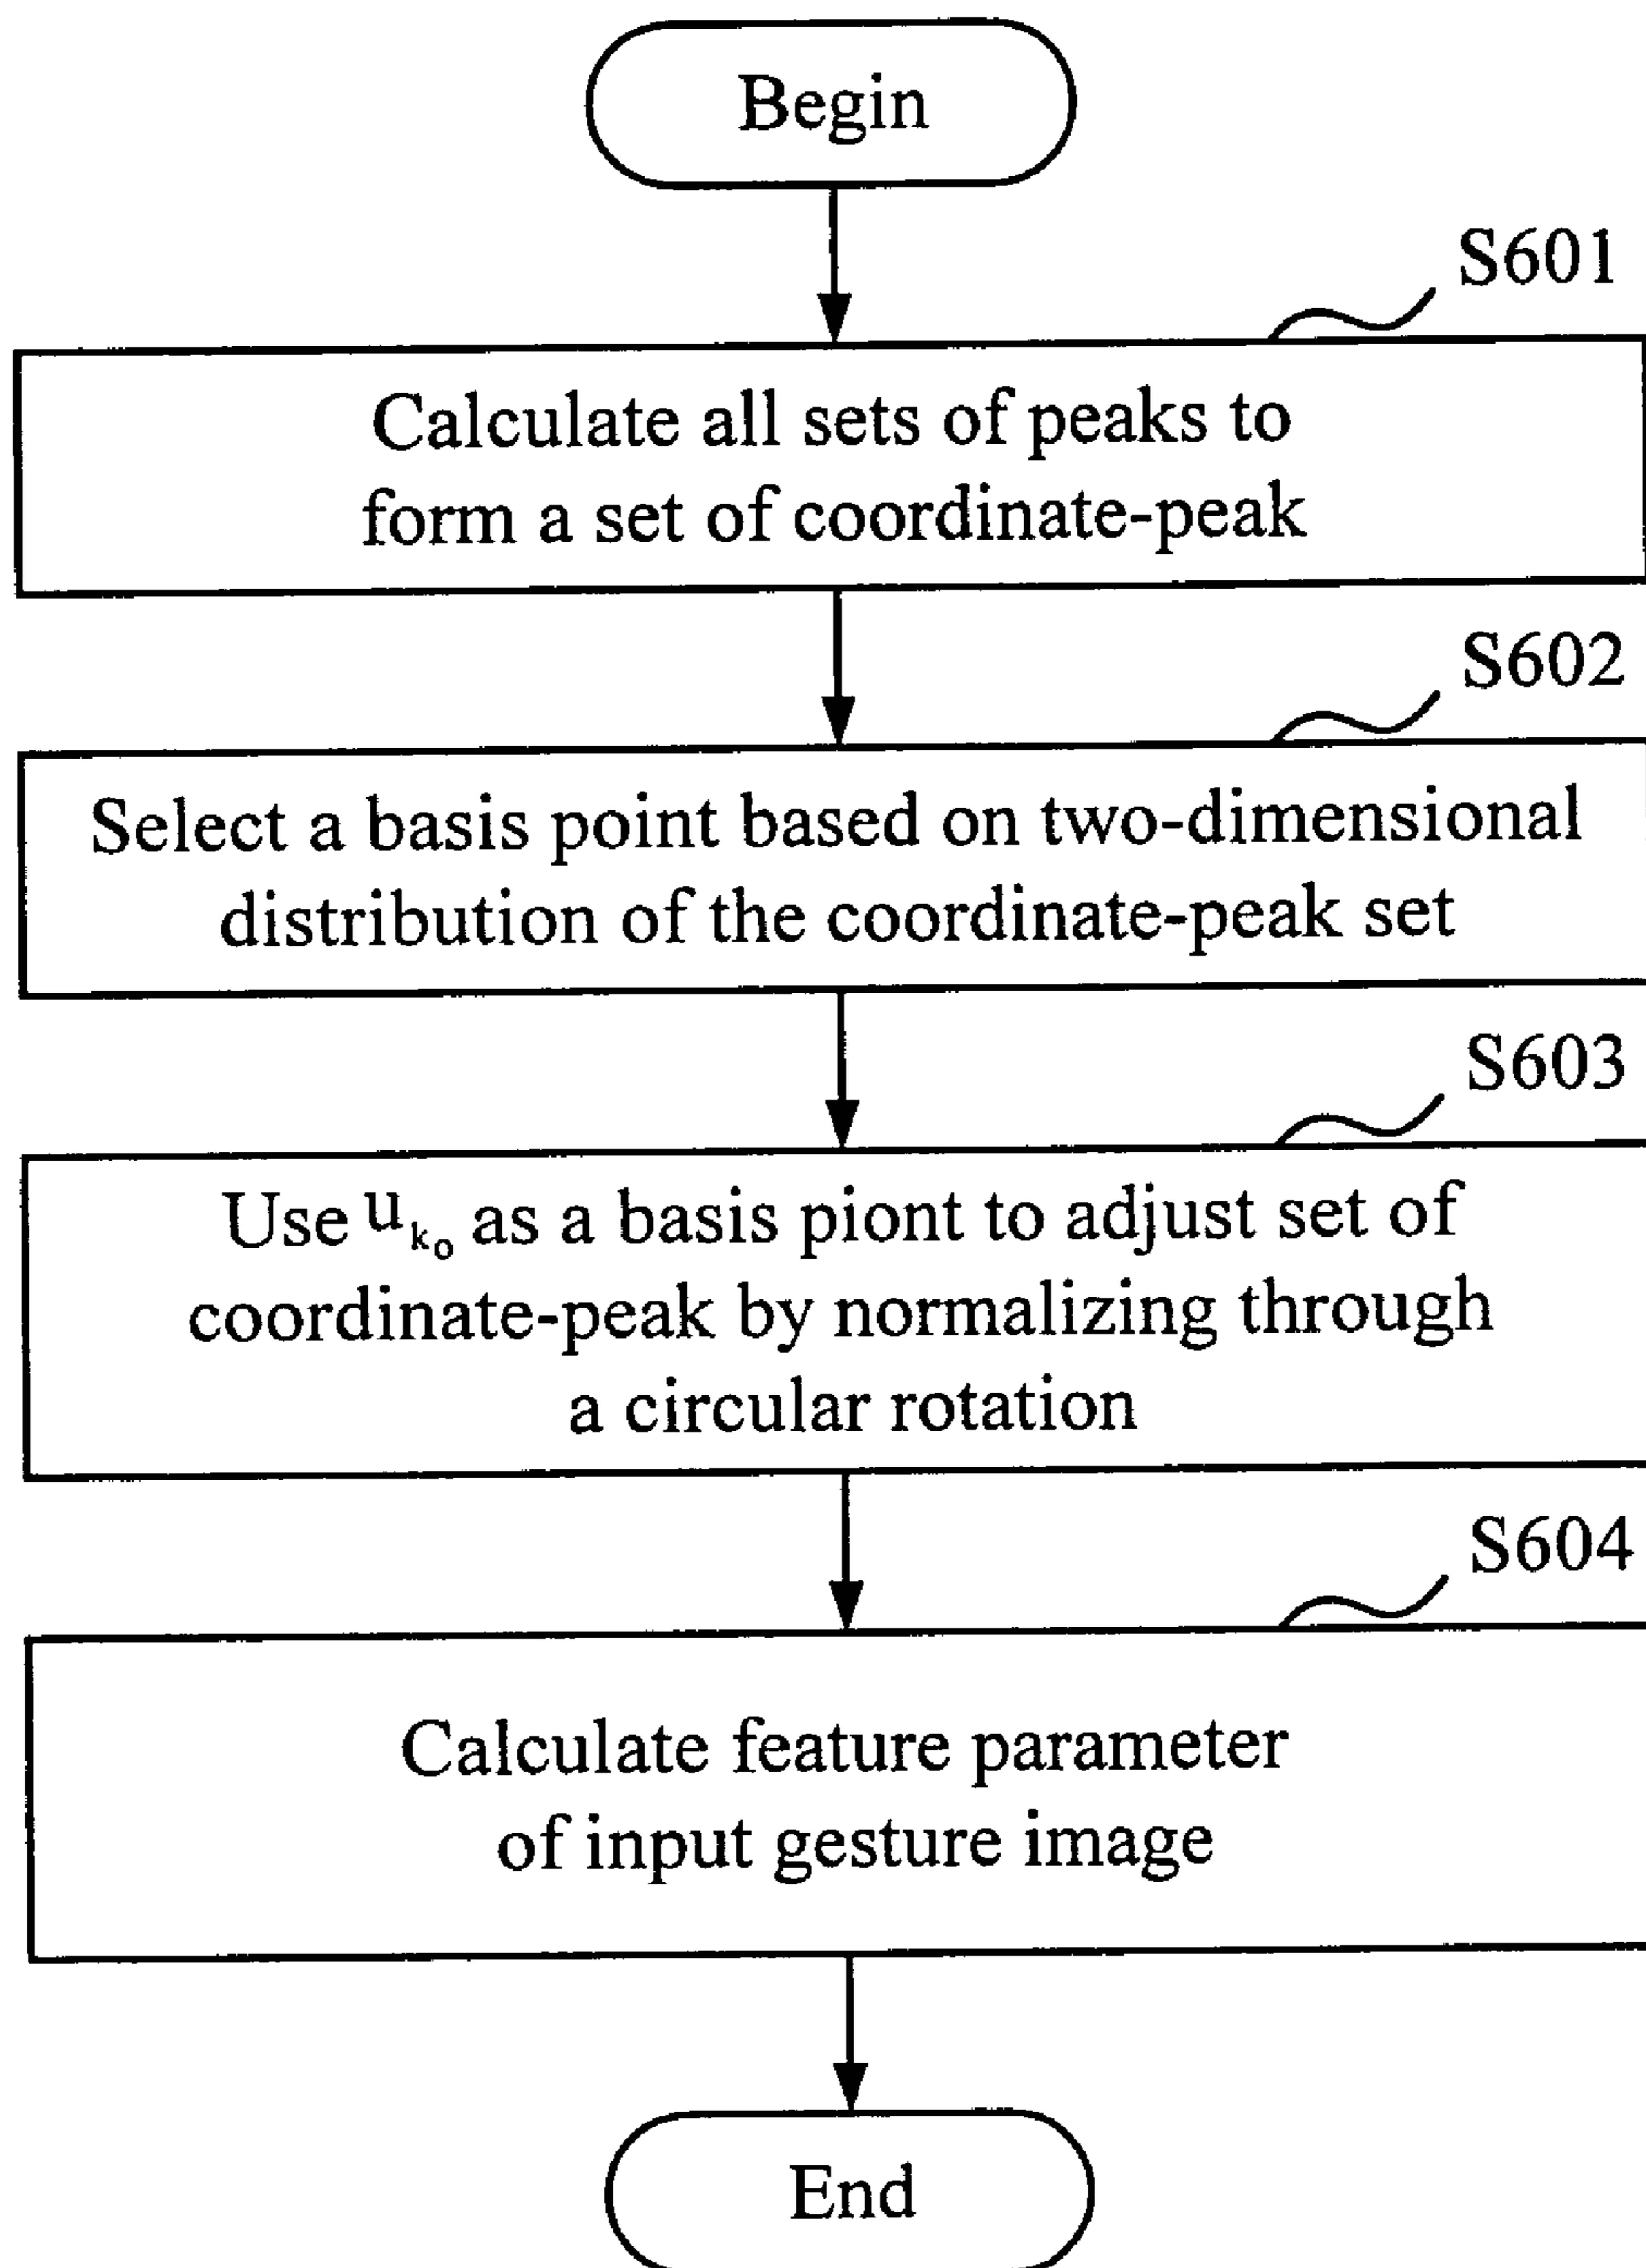 Begin
S601
Calculate all sets of peaks to
form a set of coordinate-peak
S602
Select a basis point based on two-dimensional
distribution of the coordinate-peak set
S603
Use u_{k_0} as a basis piont to adjust set of
coordinate-peak by normalizing through
a circular rotation
S604
Calculate feature parameter
of input gesture image
End